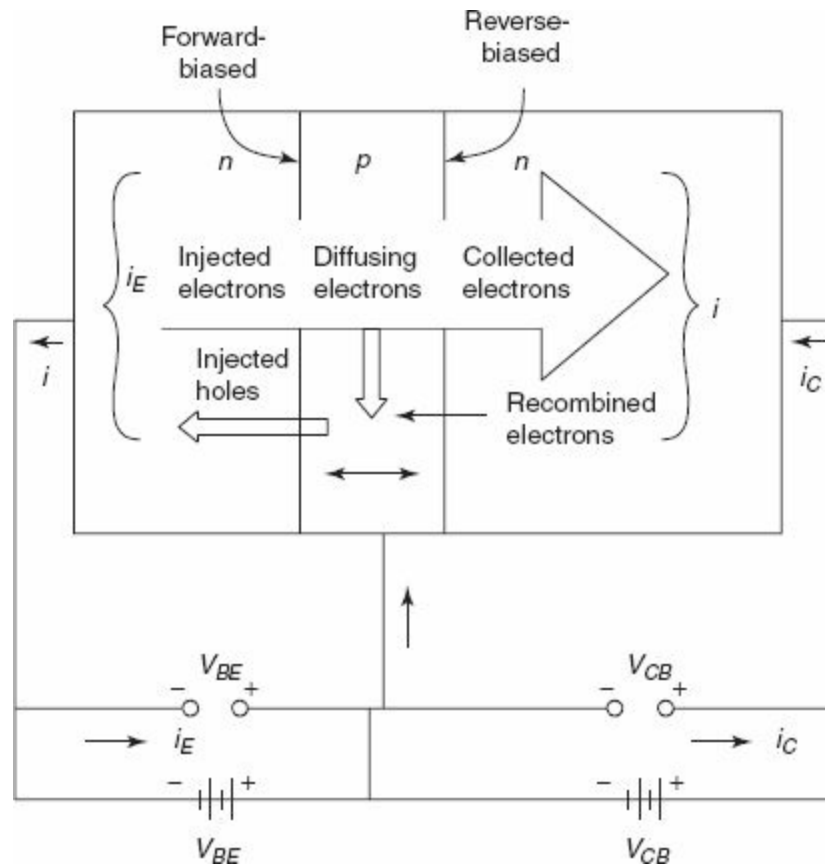 Forward-
biased
Reverse-
biased
n
p
n
i_E
Injected
electrons
Diffusing
electrons
Collected
electrons
i
i
Injected
holes
Recombined
electrons
i_C
V_BE
V_CB
− +
− +
i_E
i_C
− +
− +
V_BE
V_CB